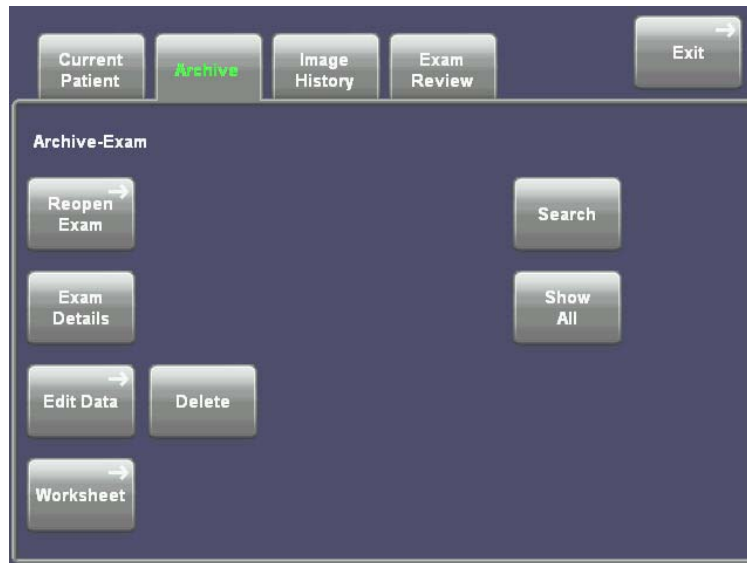 Current
Patient
Archive
Image
History
Exam
Review
Exit
Archive-Exam
Reopen
Exam
Search
Exam
Details
Show
All
Edit Data
Delete
Worksheet